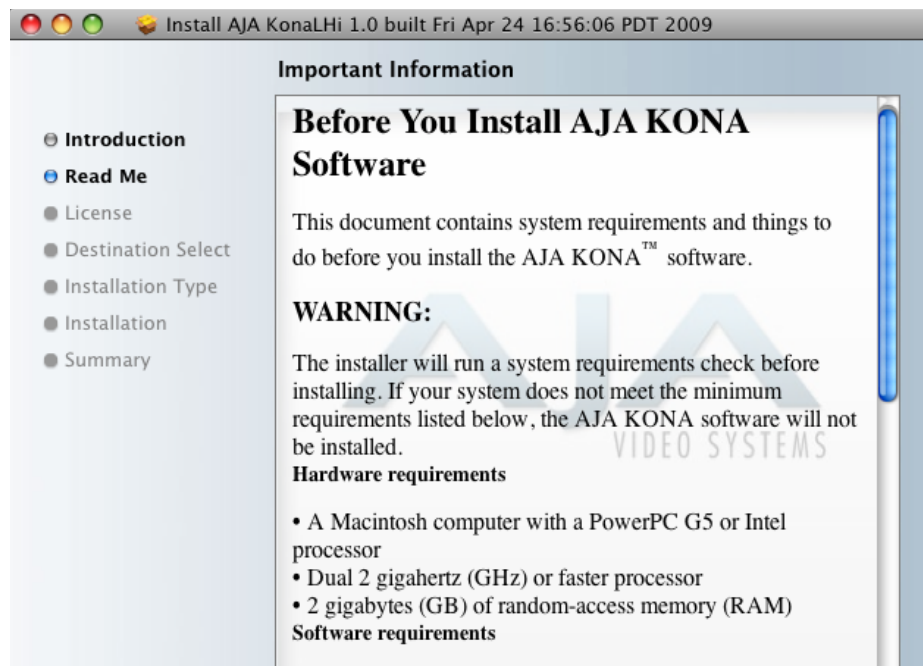 Install AJA KonaLHi 1.0 built Fri Apr 24 16:56:06 PDT 2009
Important Information
Introduction
Read Me
License
Destination Select
Installation Type
Installation
Summary
Before You Install AJA KONA
Software
This document contains system requirements and things to
do before you install the AJA KONA™ software.
WARNING:
The installer will run a system requirements check before
installing. If your system does not meet the minimum
requirements listed below, the AJA KONA software will not
be installed.
AJA
VIDEO SYSTEMS
Hardware requirements
• A Macintosh computer with a PowerPC G5 or Intel
processor
• Dual 2 gigahertz (GHz) or faster processor
• 2 gigabytes (GB) of random-access memory (RAM)
Software requirements